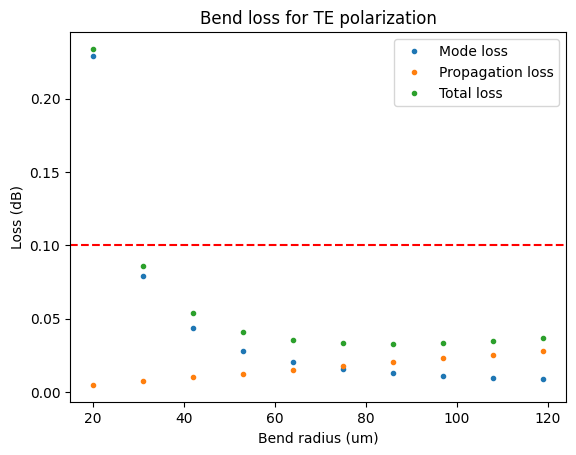 Bend loss for TE polarization
Mode loss
Propagation loss
Total loss
Loss (dB)
0.20
0.15
0.10
0.05
0.00
20
40
60
80
100
120
Bend radius (um)